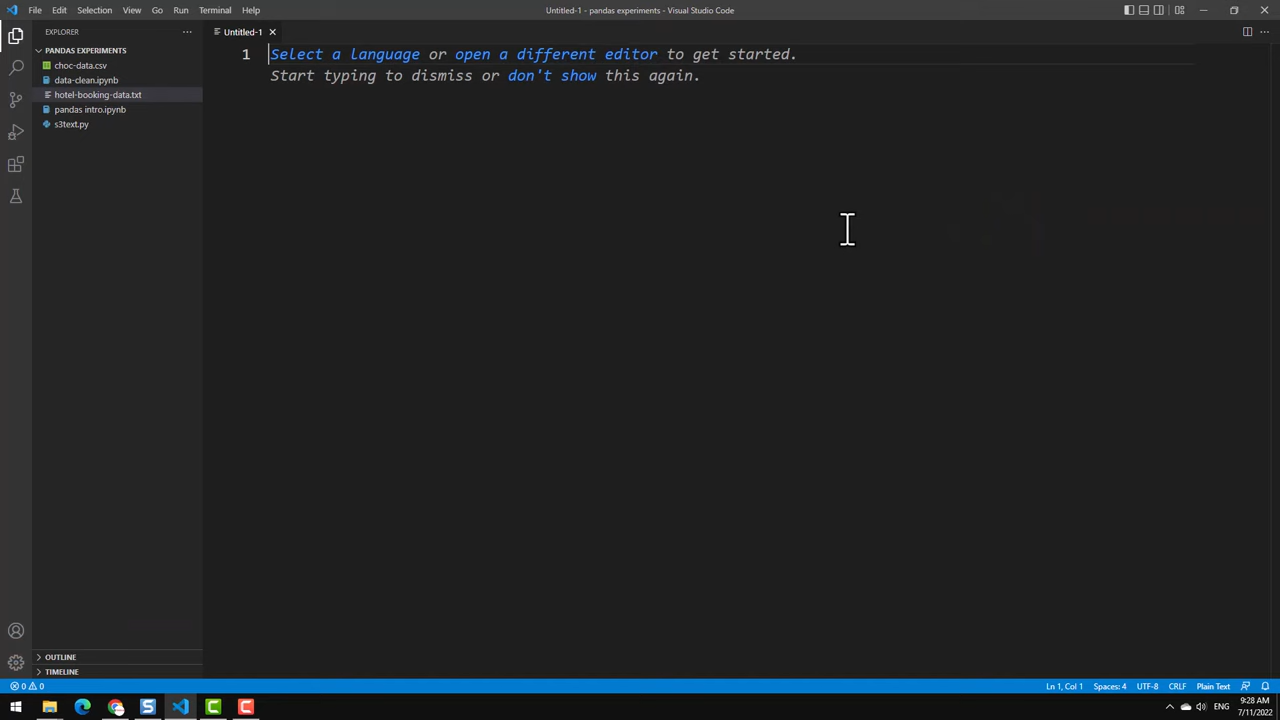 File Edit Selection View Go Run Terminal Help
Untitled-1 - pandas experiments - Visual Studio Code
EXPLORER
Untitled-1
PANDAS EXPERIMENTS
choc-data.csv
data-clean.ipynb
hotel-booking-data.txt
pandas intro.ipynb
s3text.py
1 Select a language or open a different editor to get started.
Start typing to dismiss or don't show this again.
OUTLINE
TIMELINE
0 0
Ln 1, Col 1 Spaces: 4 UTF-8 CRLF Plain Text
ENG
9:28 AM
7/11/2022